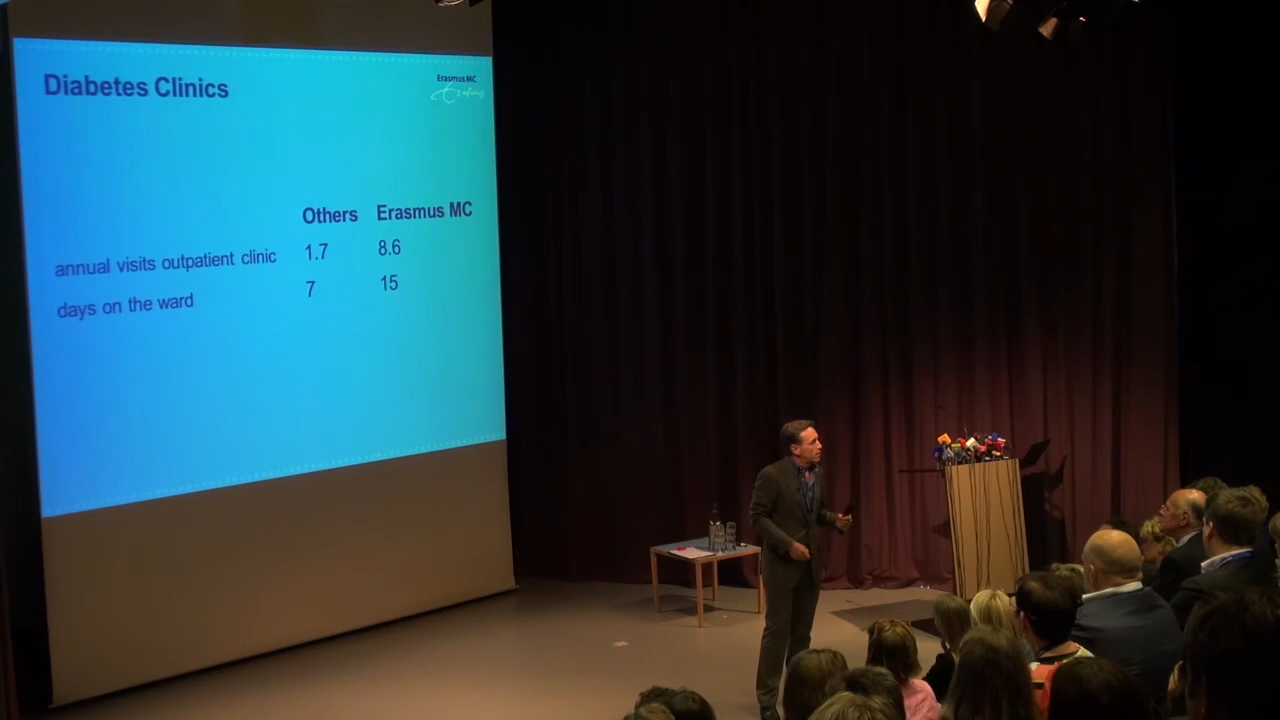 Diabetes Clinics
Erasmus MC
Erasmus
Others Erasmus MC
annual visits outpatient clinic 1.7 8.6
days on the ward 7 15